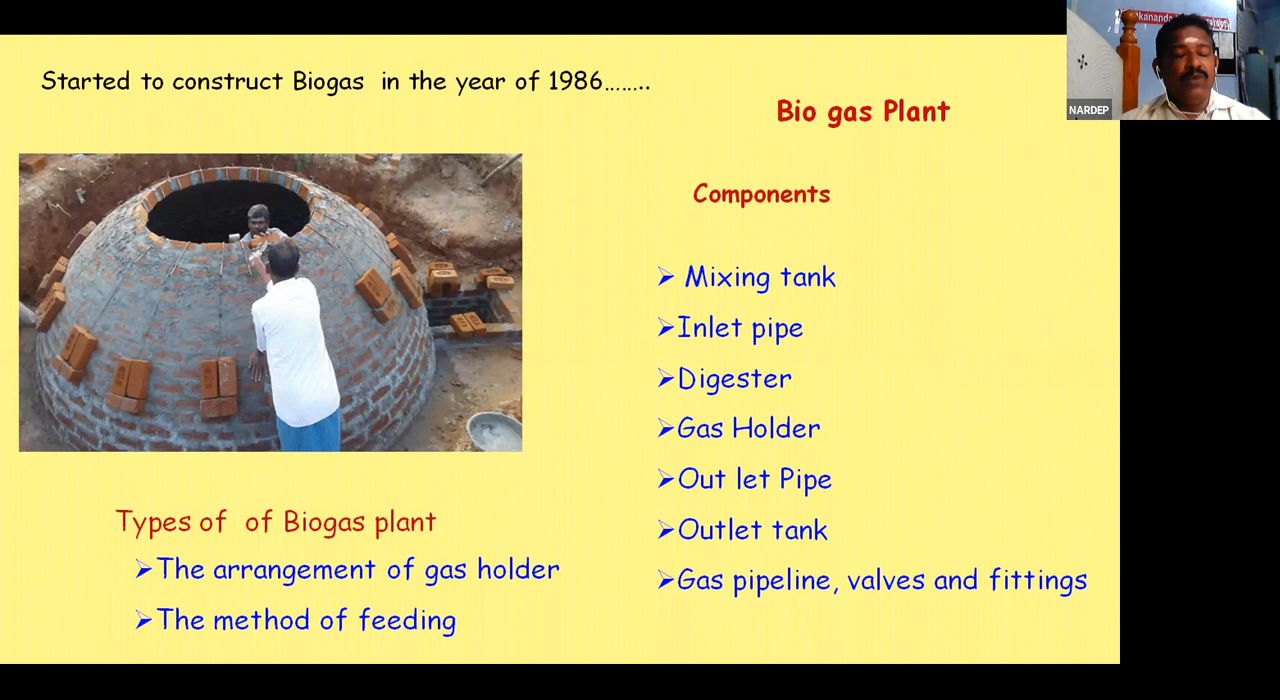 Started to construct Biogas in the year of 1986........
Bio gas Plant
Components
➢ Mixing tank
➢Inlet pipe
➢Digester
➢Gas Holder
➢Out let Pipe
➢Outlet tank
➢Gas pipeline, valves and fittings
Types of of Biogas plant
➢The arrangement of gas holder
➢The method of feeding
NARDEP